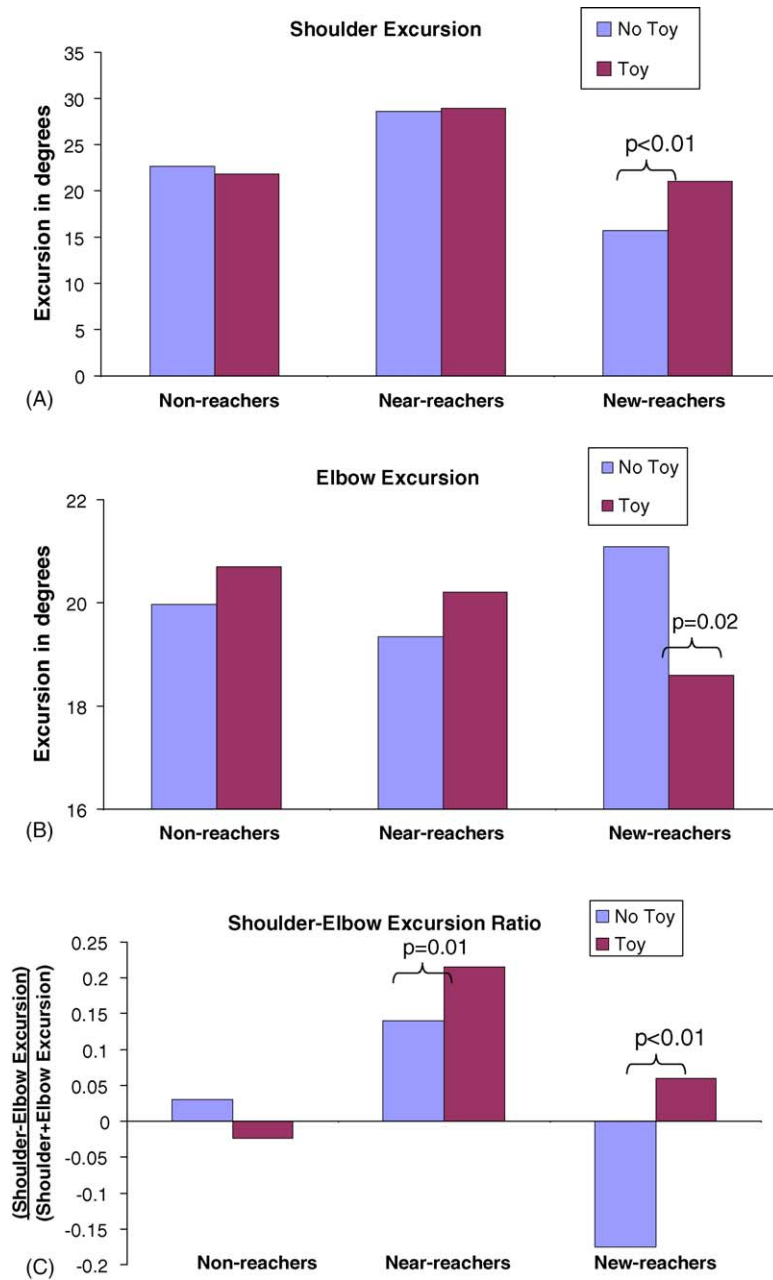 Shoulder Excursion
No Toy
Toy
35
30
25
20
15
10
5
0
Excursion in degrees
p<0.01
Non-reachers Near-reachers New-reachers
(A)
Elbow Excursion
No Toy
Toy
22
20
18
16
Excursion in degrees
p=0.02
Non-reachers Near-reachers New-reachers
(B)
Shoulder-Elbow Excursion Ratio
No Toy
Toy
0.25
0.2
0.15
0.1
0.05
0
-0.05
-0.1
-0.15
-0.2
(Shoulder-Elbow Excursion)
(Shoulder+Elbow Excursion)
p=0.01
p<0.01
Non-reachers Near-reachers New-reachers
(C)